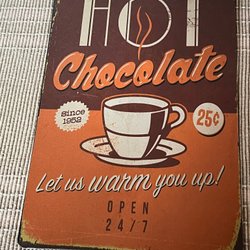 HOT
Chocolate
Since
1952
25¢
Let us warm you up!
OPEN
24/7